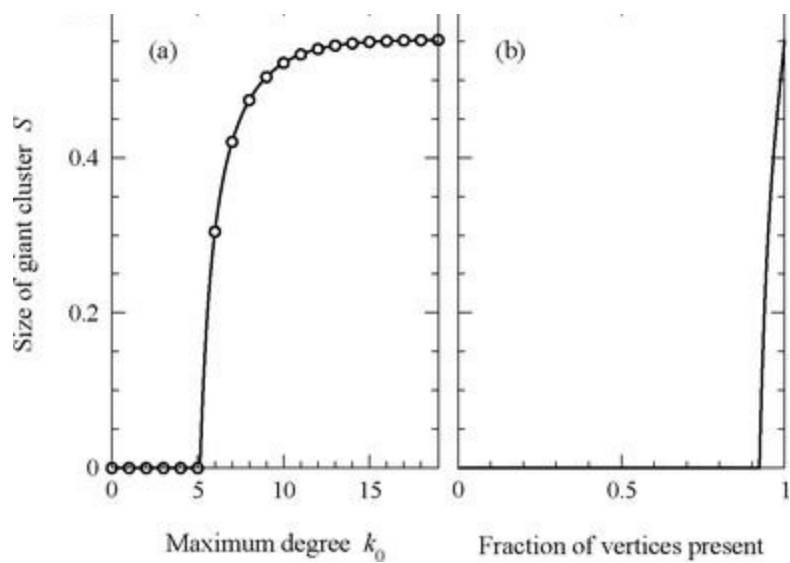 (a)
(b)
Size of giant cluster S
0.4
0.2
0
0 5 10 15
0 0.5 1
Maximum degree k0
Fraction of vertices present